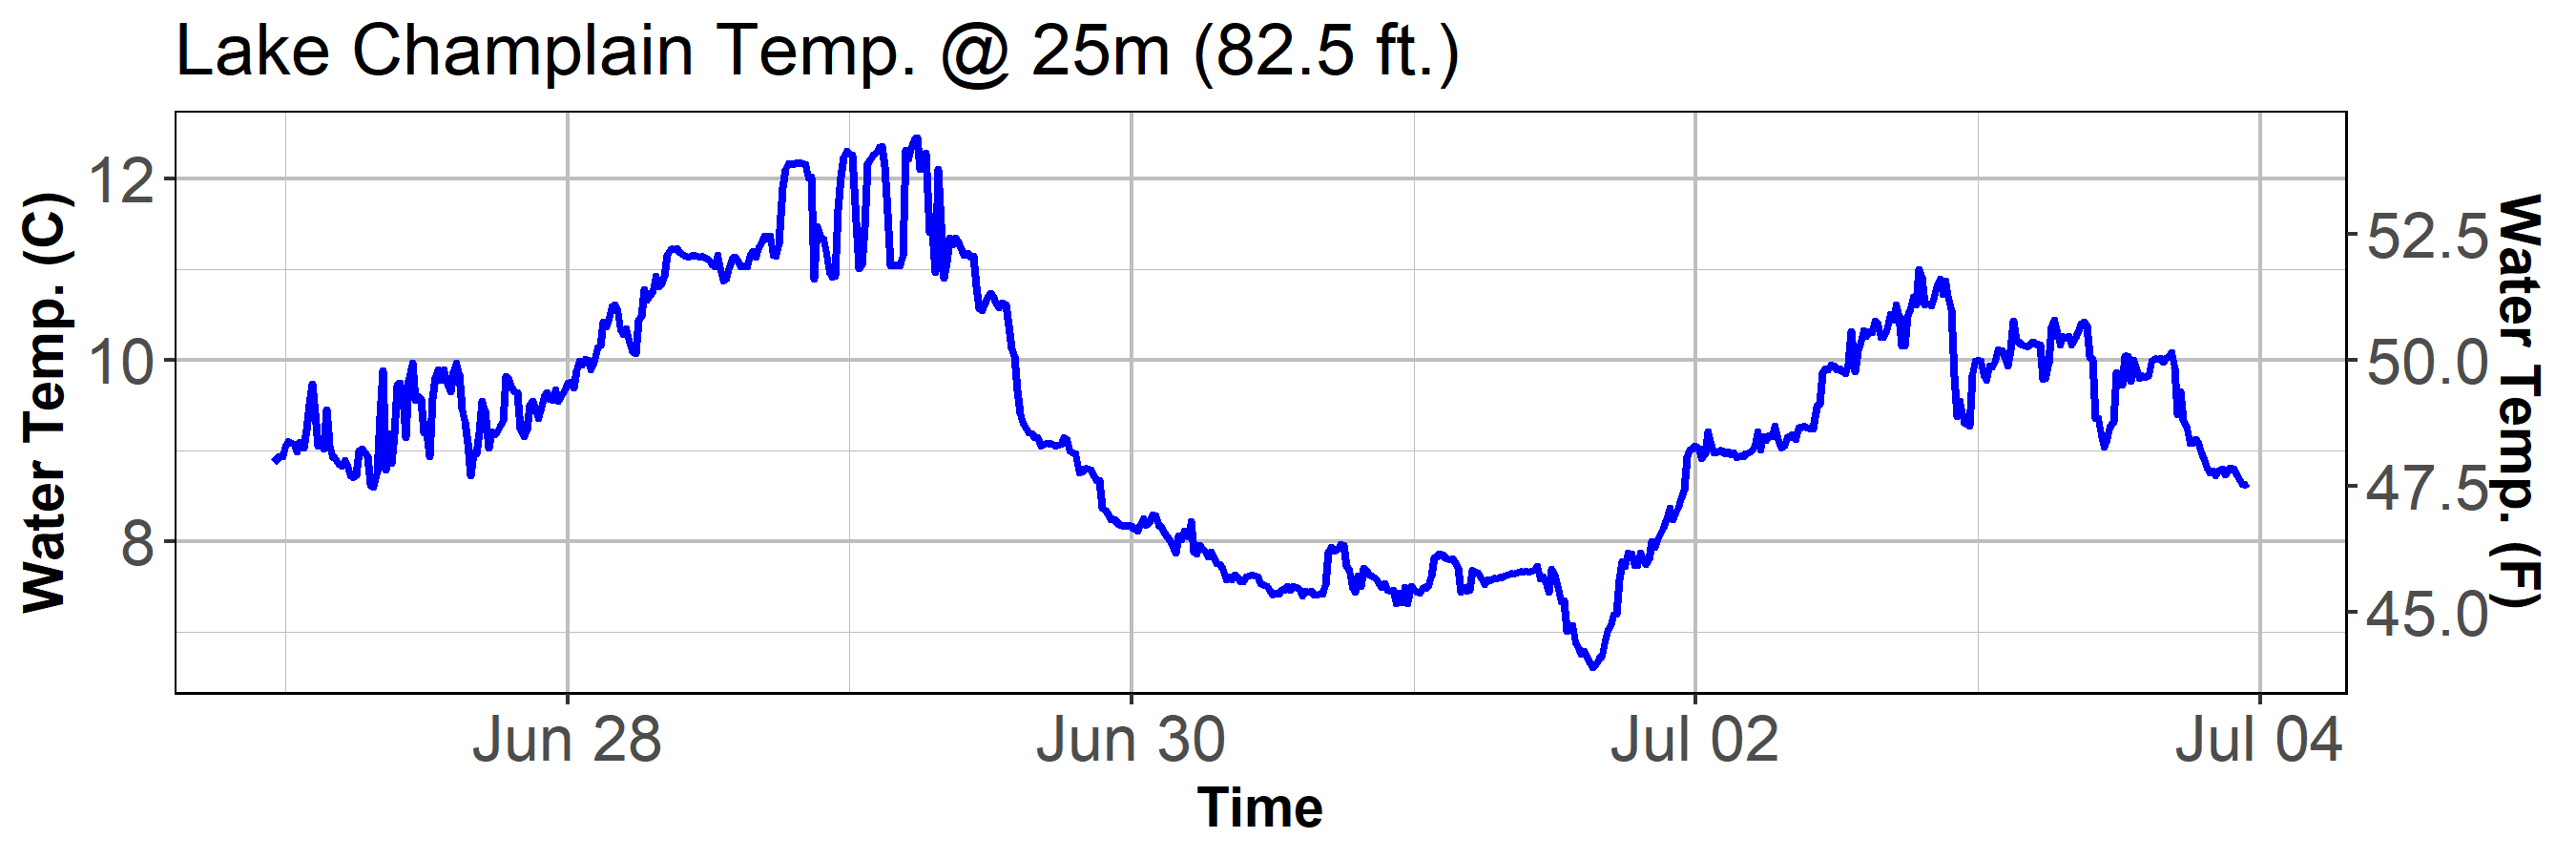 Lake Champlain Temp. @ 25m (82.5 ft.)
Water Temp. (C)
12
10
8
52.5
50.0
47.5
45.0
Water Temp. (F)
Jun 28
Jun 30
Jul 02
Jul 04
Time